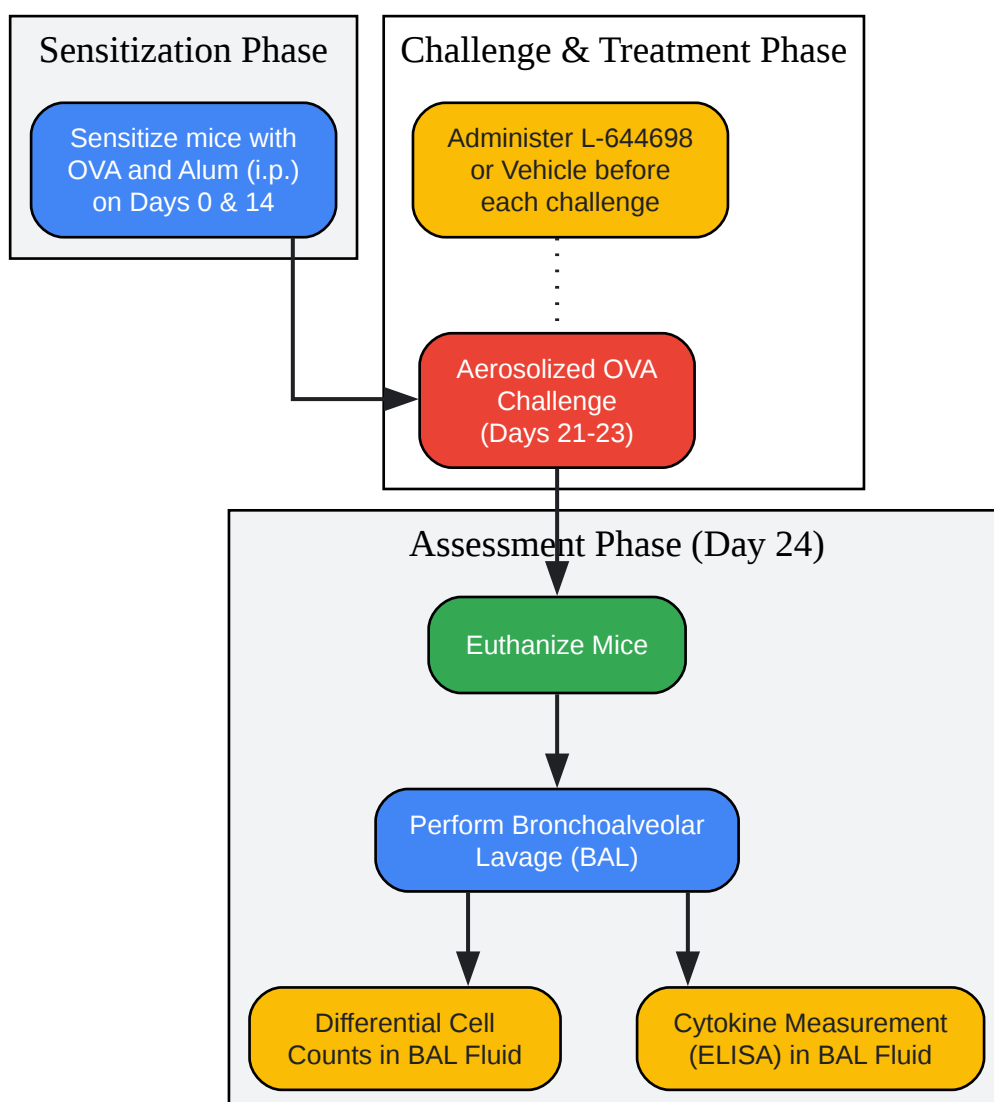 Sensitization Phase
Sensitize mice with
OVA and Alum (i.p.)
on Days 0 & 14
Challenge & Treatment Phase
Administer L-644698
or Vehicle before
each challenge
Aerosolized OVA
Challenge
(Days 21-23)
Assessment Phase (Day 24)
Euthanize Mice
Perform Bronchoalveolar
Lavage (BAL)
Differential Cell
Counts in BAL Fluid
Cytokine Measurement
(ELISA) in BAL Fluid